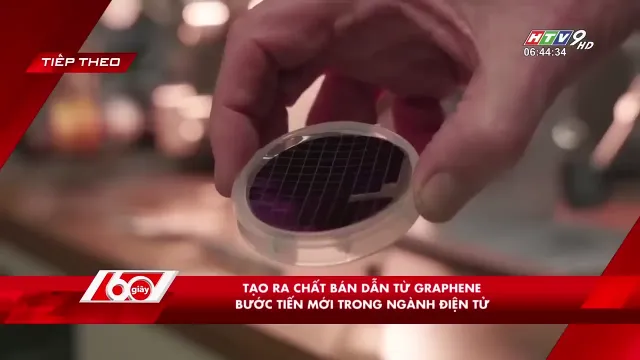 TIẾP THEO
HTV9 HD
06:44:34
60 giây
TẠO RA CHẤT BÁN DẪN TỪ GRAPHENE
BƯỚC TIẾN MỚI TRONG NGÀNH ĐIỆN TỬ